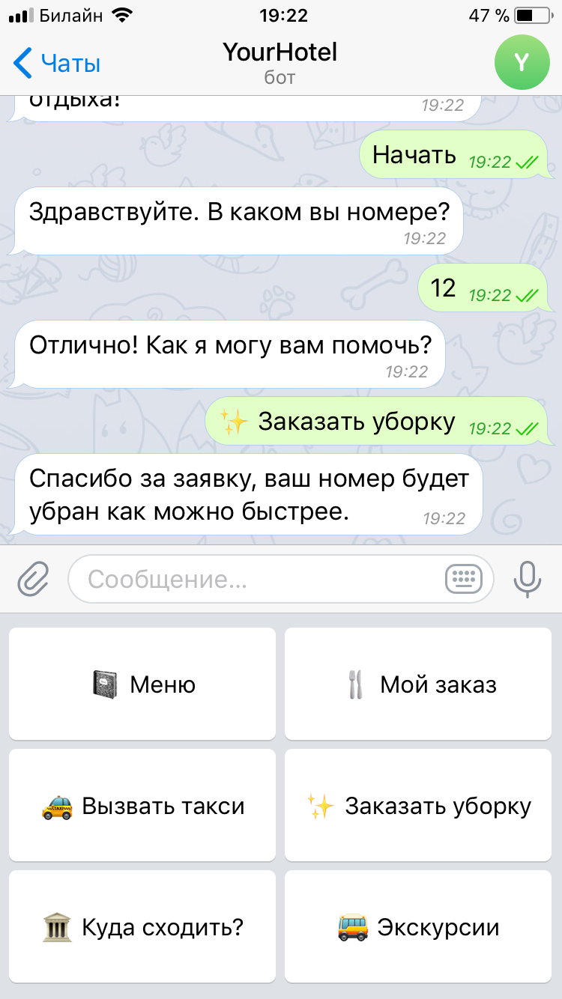 Билайн 19:22 47 %
Чаты YourHotel Y
бот
отдыха! 19:22
Начать 19:22
Здравствуйте. В каком вы номере?
19:22
12 19:22
Отлично! Как я могу вам помочь?
19:22
✨ Заказать уборку 19:22
Спасибо за заявку, ваш номер будет
убран как можно быстрее. 19:22
Сообщение...
Меню Мой заказ
TAXI Вызвать такси ✨ Заказать уборку
Куда сходить? Экскурсии